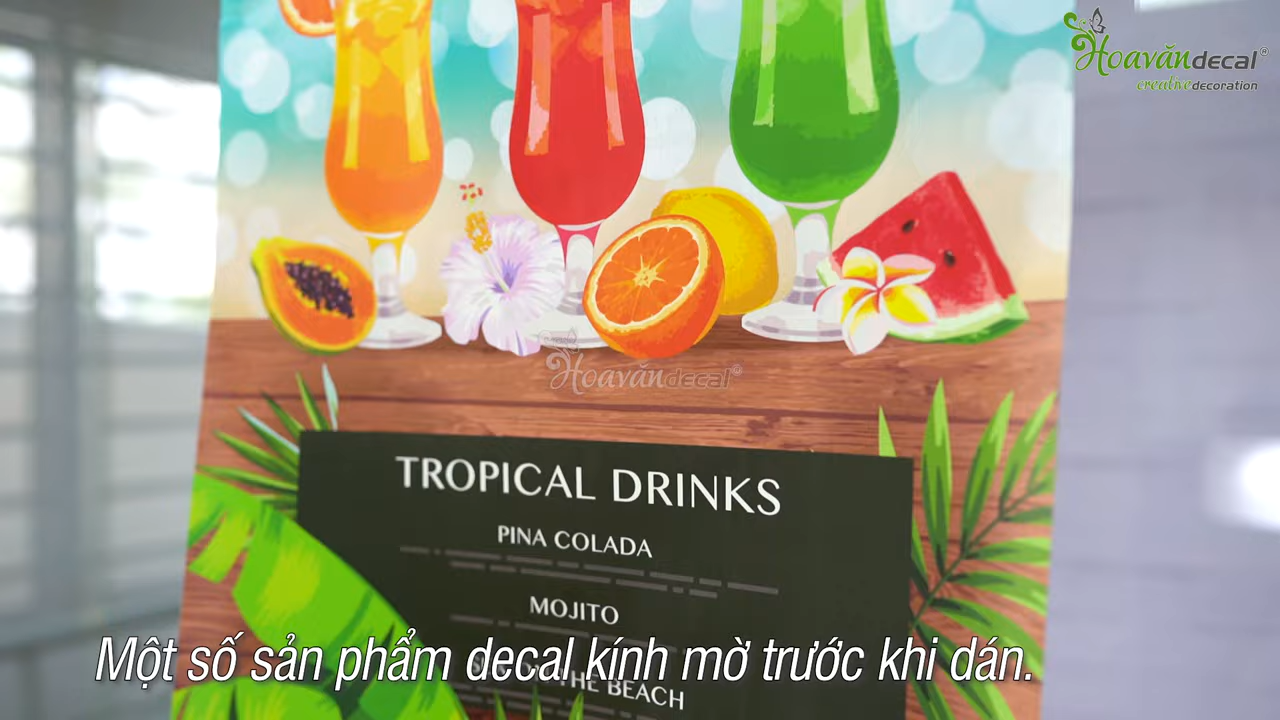 Hoavăndecal®
creativedecoration
Hoavăndecal®
TROPICAL DRINKS
PINA COLADA
MOJITO
THE BEACH
Một số sản phẩm decal kính mờ trước khi dán.